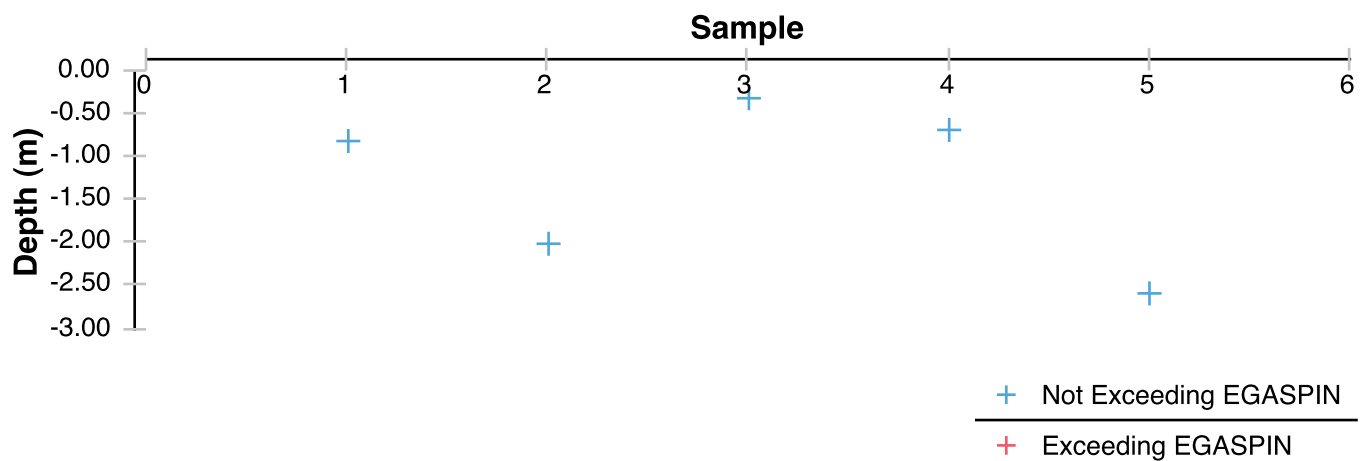 Sample
0.00
0 1 2 3 4 5 6
-0.50
-1.00
-1.50
-2.00
-2.50
-3.00
Depth (m)
Not Exceeding EGASPIN
Exceeding EGASPIN